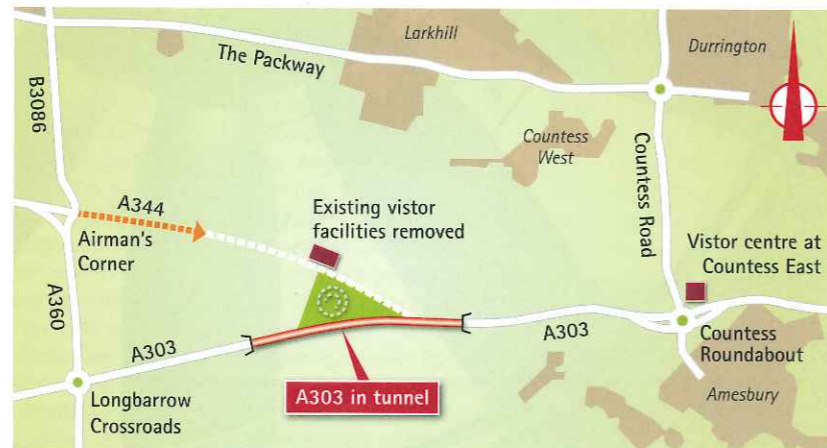 Larkhill
Durrington
The Packway
B3086
Countess
West
Countess Road
A344
Existing vistor
facilities removed
Airman's
Corner
Vistor centre at
Countess East
A360
A303
A303
Countess
Roundabout
A303 in tunnel
Amesbury
Longbarrow
Crossroads